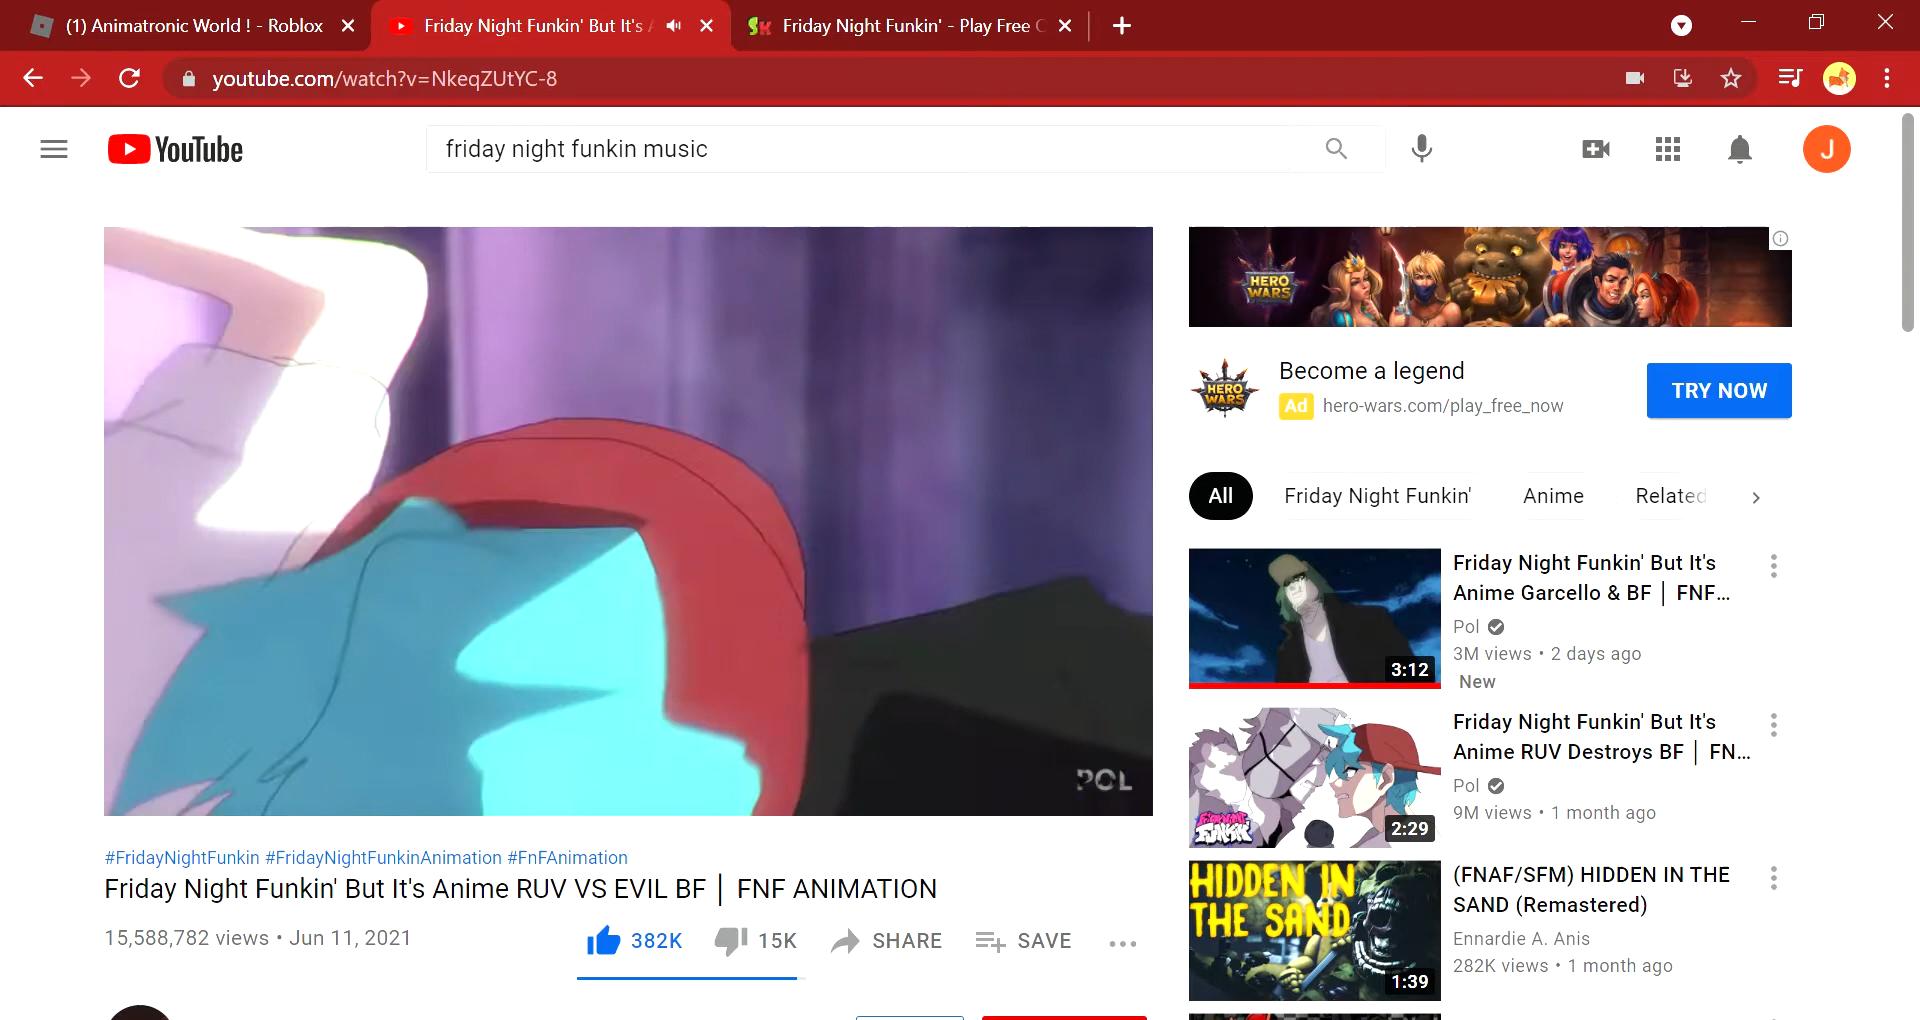 (1) Animatronic World ! - Roblox
Friday Night Funkin' But It's
Friday Night Funkin' - Play Free
youtube.com/watch?v=NkeqZUtYC-8
YouTube
friday night funkin music
J
HERO WARS
Become a legend
HERO WARS
Ad hero-wars.com/play_free_now
TRY NOW
All Friday Night Funkin' Anime Related
POL
Friday Night Funkin' But It's
Anime Garcello & BF │ FNF...
Pol
3M views • 2 days ago
New
3:12
Friday Night Funkin' But It's
Anime RUV Destroys BF │ FN...
Pol
9M views • 1 month ago
FRIDAY NIGHT
FUNKIN
2:29
HIDDEN IN
THE SAND
1:39
(FNAF/SFM) HIDDEN IN THE
SAND (Remastered)
Ennardie A. Anis
282K views • 1 month ago
#FridayNightFunkin #FridayNightFunkinAnimation #FnFAnimation
Friday Night Funkin' But It's Anime RUV VS EVIL BF │ FNF ANIMATION
15,588,782 views • Jun 11, 2021
382K 15K SHARE SAVE